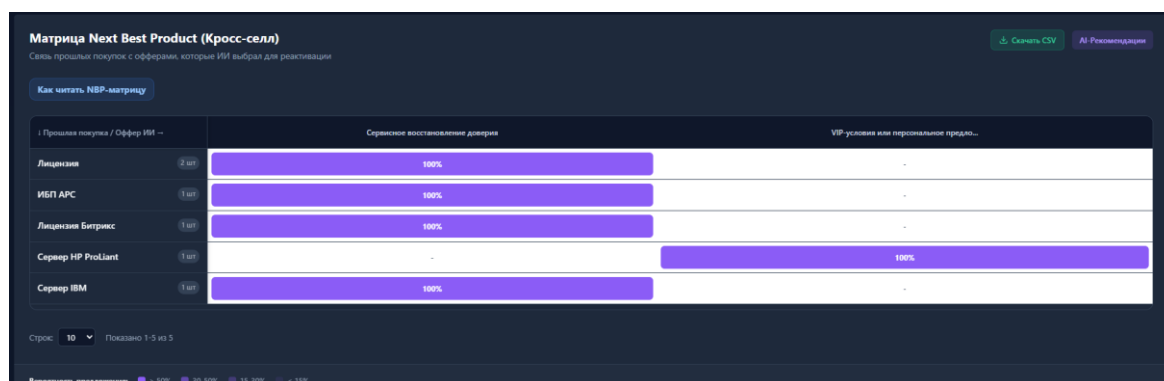 Матрица Next Best Product (Кросс-селл)
Связь прошлых покупок с офферами, которые ИИ выбрал для реактивации
Скачать CSV
AI-Рекомендации
Как читать NBP-матрицу
↓ Прошлая покупка / Оффер ИИ → Сервисное восстановление доверия VIP-условия или персональное предло...
Лицензия 2 шт 100% -
ИБП APC 1 шт 100% -
Лицензия Битрикс 1 шт 100% -
Сервер HP ProLiant 1 шт - 100%
Сервер IBM 1 шт 100% -
Строк: 10 Показано 1-5 из 5